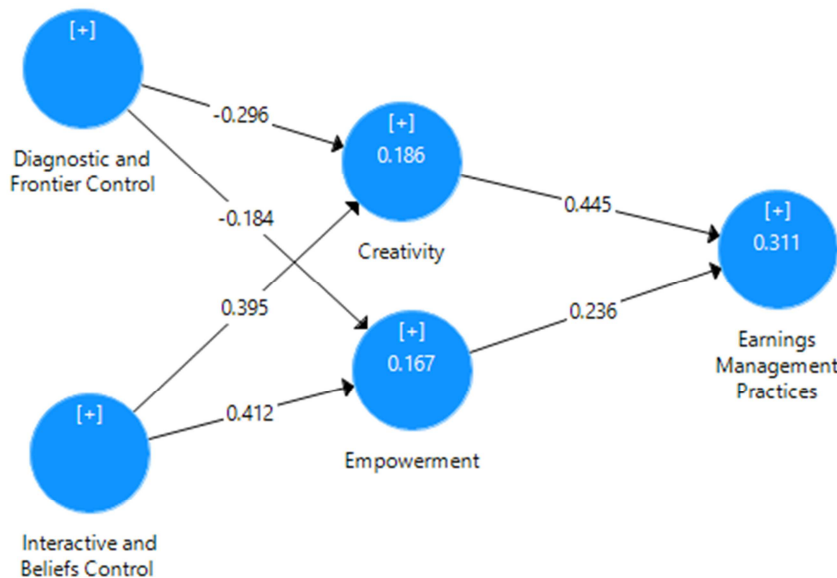 [+]
Diagnostic and
Frontier Control
-0.296
-0.184
[+]
0.186
Creativity
0.445
[+]
0.311
Earnings
Management
Practices
0.395
[+]
0.167
Empowerment
0.236
0.412
[+]
Interactive and
Beliefs Control